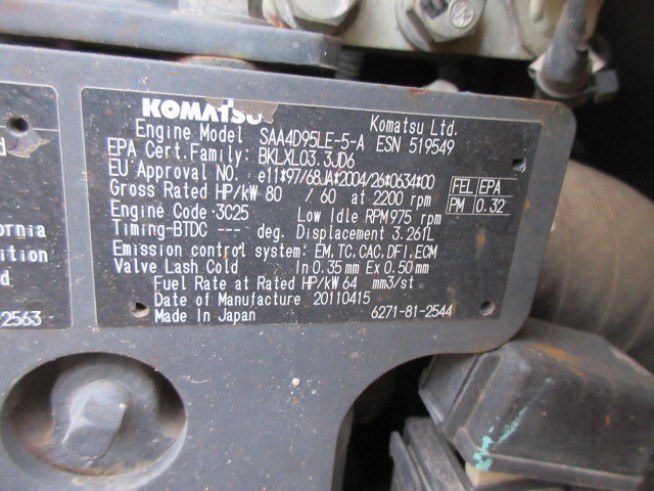 KOMATSU
Komatsu Ltd.
Engine Model SAA4D95LE-5-A ESN 519549
EPA Cert.Family: BKLXL03.3JD6
EU Approval NO. e11*97/68JA*2004/26*0634*00
Gross Rated HP/kW 80 / 60 at 2200 rpm
FEL EPA
PM 0.32
Engine Code 3C25 Low Idle RPM 975 rpm
Timing-BTDC --- deg. Displacement 3.261L
Emission control system: EM,TC,CAC,DFI,ECM
Valve Lash Cold In 0.35 mm Ex 0.50 mm
Fuel Rate at Rated HP/kW 64 mm3/st
Date of Manufacture 20110415
Made In Japan 6271-81-2544
d
ornia
ition
d
-2563